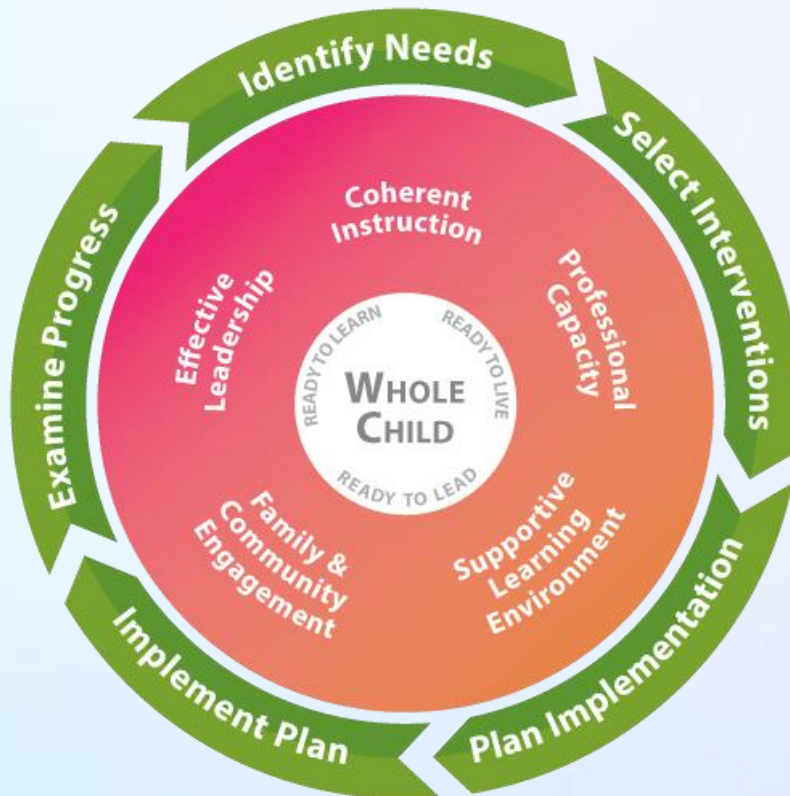 Identify Needs
Select Interventions
Plan Implementation
Implement Plan
Examine Progress
Coherent
Instruction
Professional
Capacity
Supportive
Learning
Environment
Family &
Community
Engagement
Effective
Leadership
READY TO LEARN
READY TO LIVE
READY TO LEAD
WHOLE
CHILD